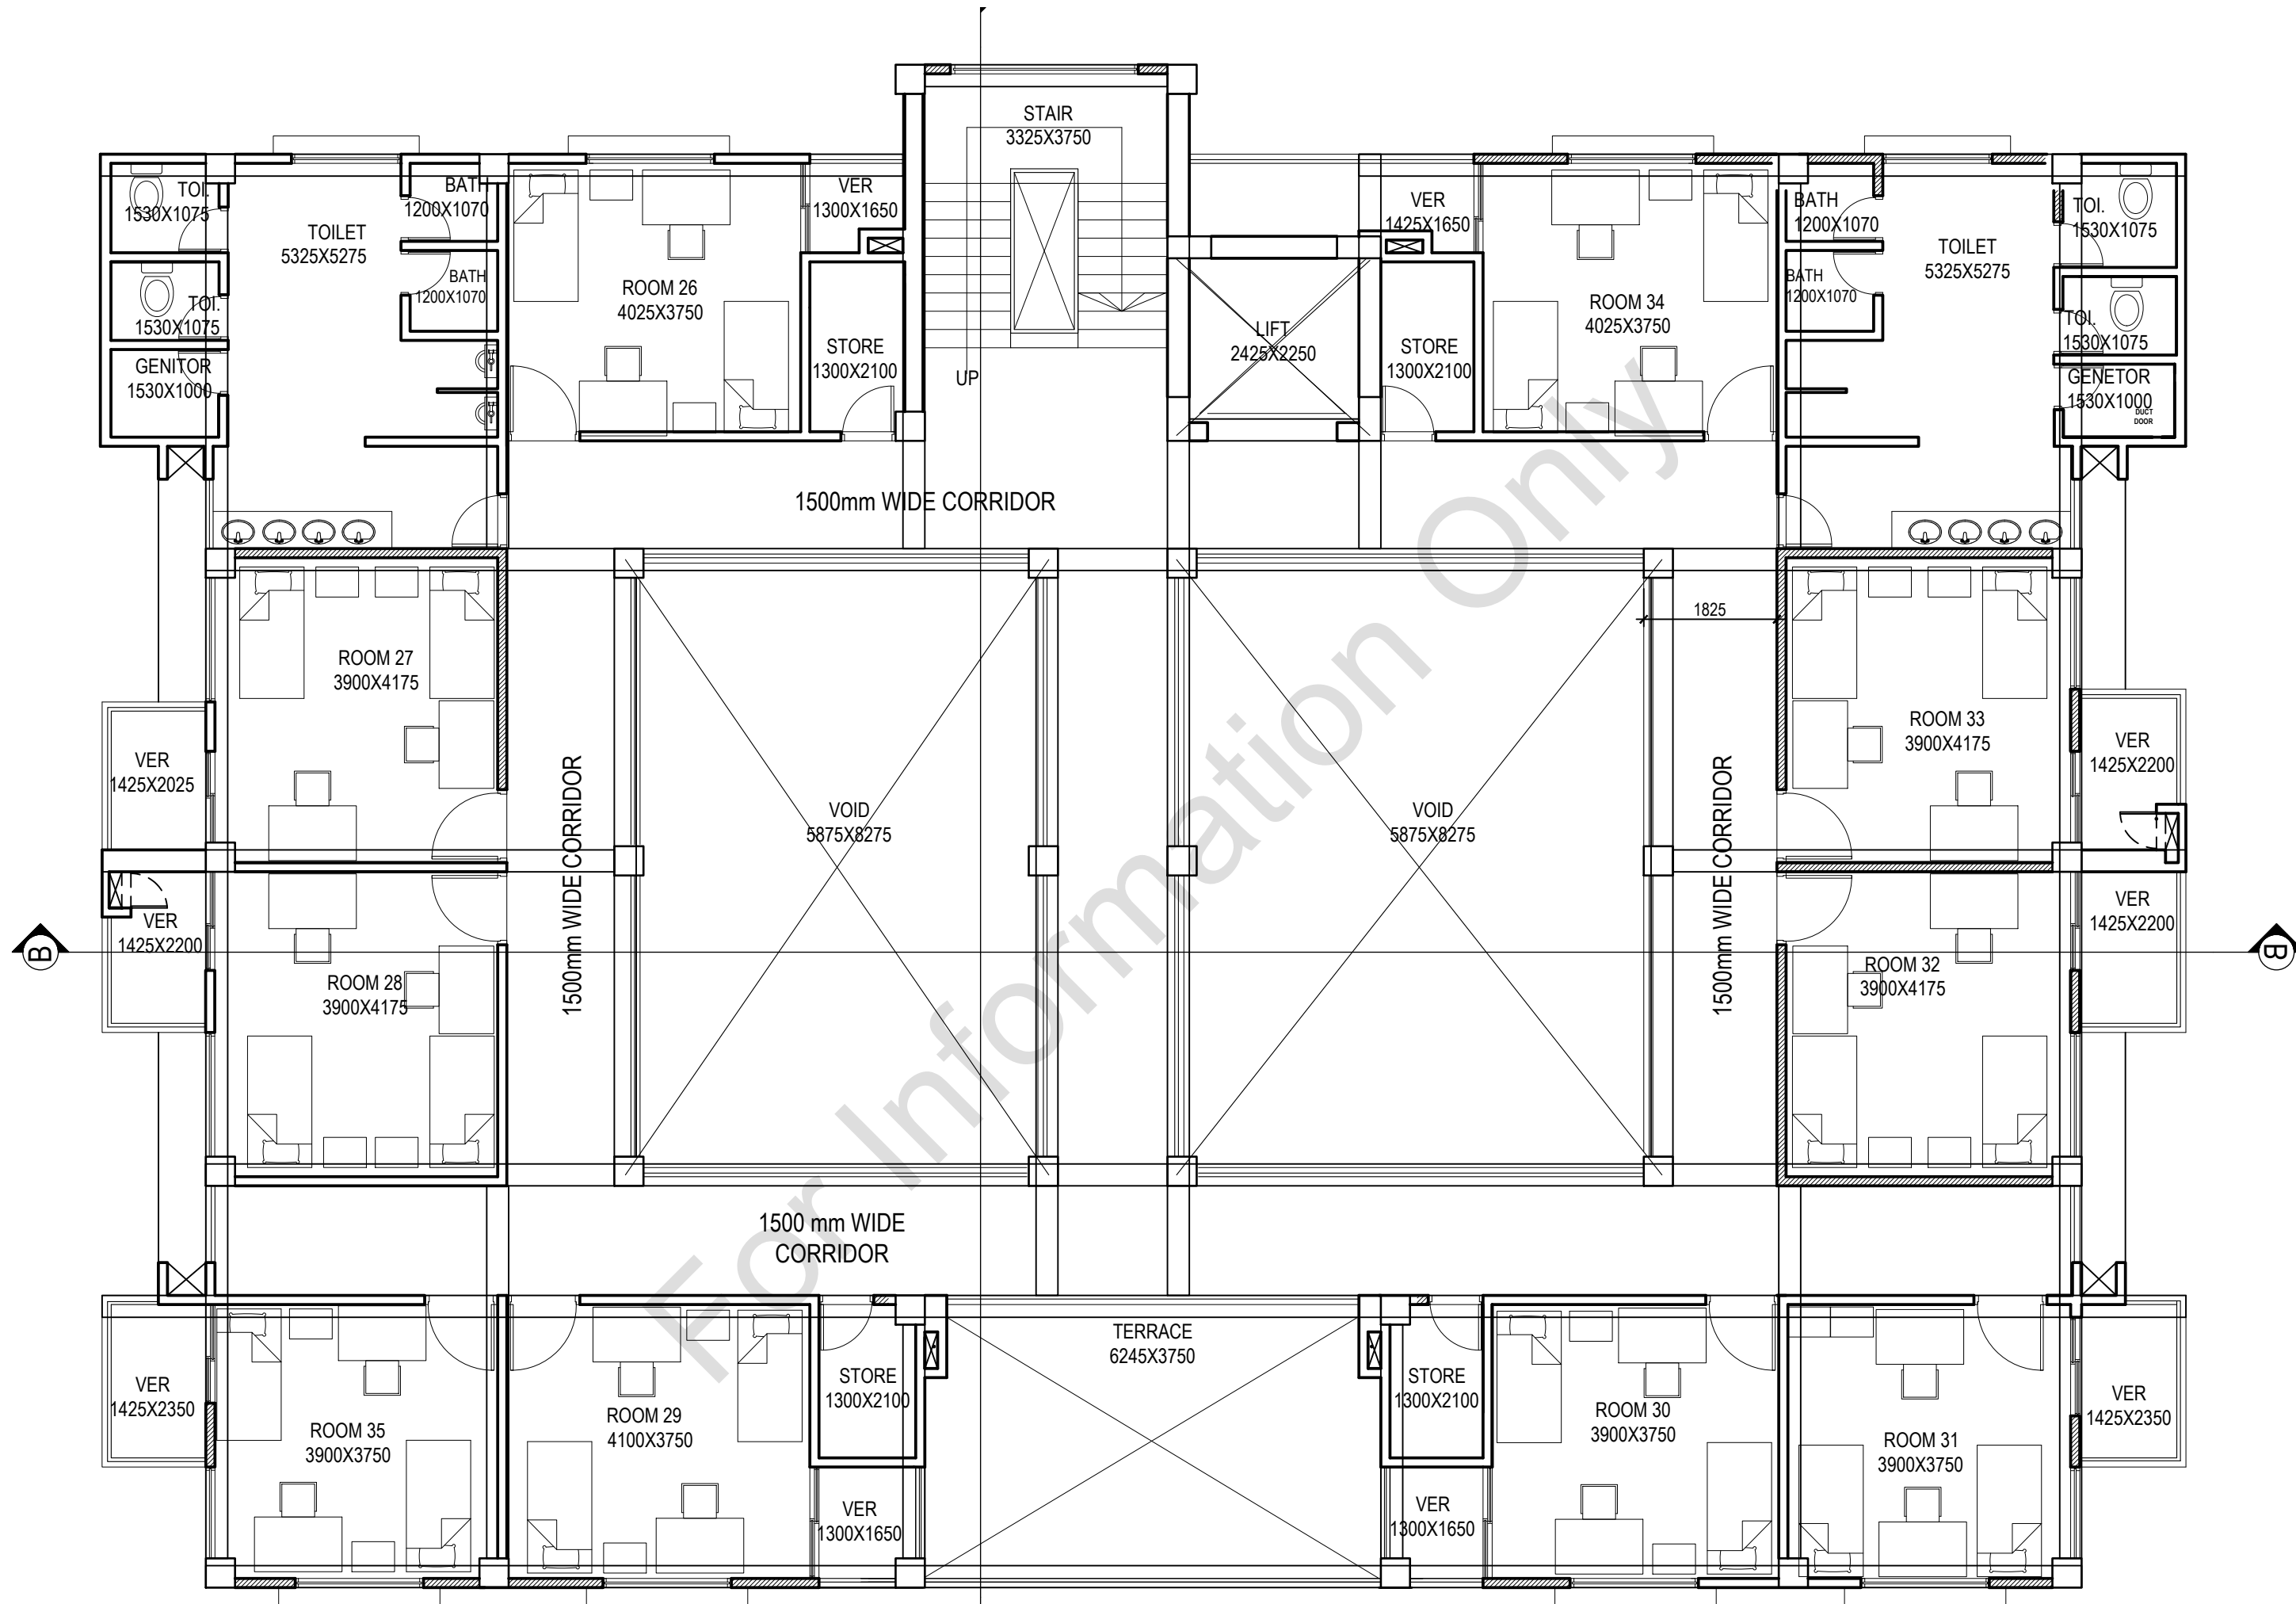 STAIR
3325X3750
TOI.
1530X1075
BATH
1200X1070
VER
1300X1650
VER
1425X1650
BATH
1200X1070
TOI.
1530X1075
TOILET
5325X5275
TOILET
5325X5275
BATH
1200X1070
ROOM 26
4025X3750
ROOM 34
4025X3750
BATH
1200X1070
TOI.
1530X1075
TOI.
1530X1075
LIFT
2425X2250
STORE
1300X2100
STORE
1300X2100
GENITOR
1530X1000
UP
GENETOR
1530X1000
DUCT
DOOR
1500mm WIDE CORRIDOR
1825
ROOM 27
3900X4175
ROOM 33
3900X4175
VER
1425X2025
VER
1425X2200
1500mm WIDE CORRIDOR
VOID
5875X8275
VOID
5875X8275
1500mm WIDE CORRIDOR
VER
1425X2200
VER
1425X2200
B
B
ROOM 28
3900X4175
ROOM 32
3900X4175
For Information Only
1500 mm WIDE
CORRIDOR
TERRACE
6245X3750
VER
1425X2350
STORE
1300X2100
STORE
1300X2100
VER
1425X2350
ROOM 35
3900X3750
ROOM 29
4100X3750
ROOM 30
3900X3750
ROOM 31
3900X3750
VER
1300X1650
VER
1300X1650